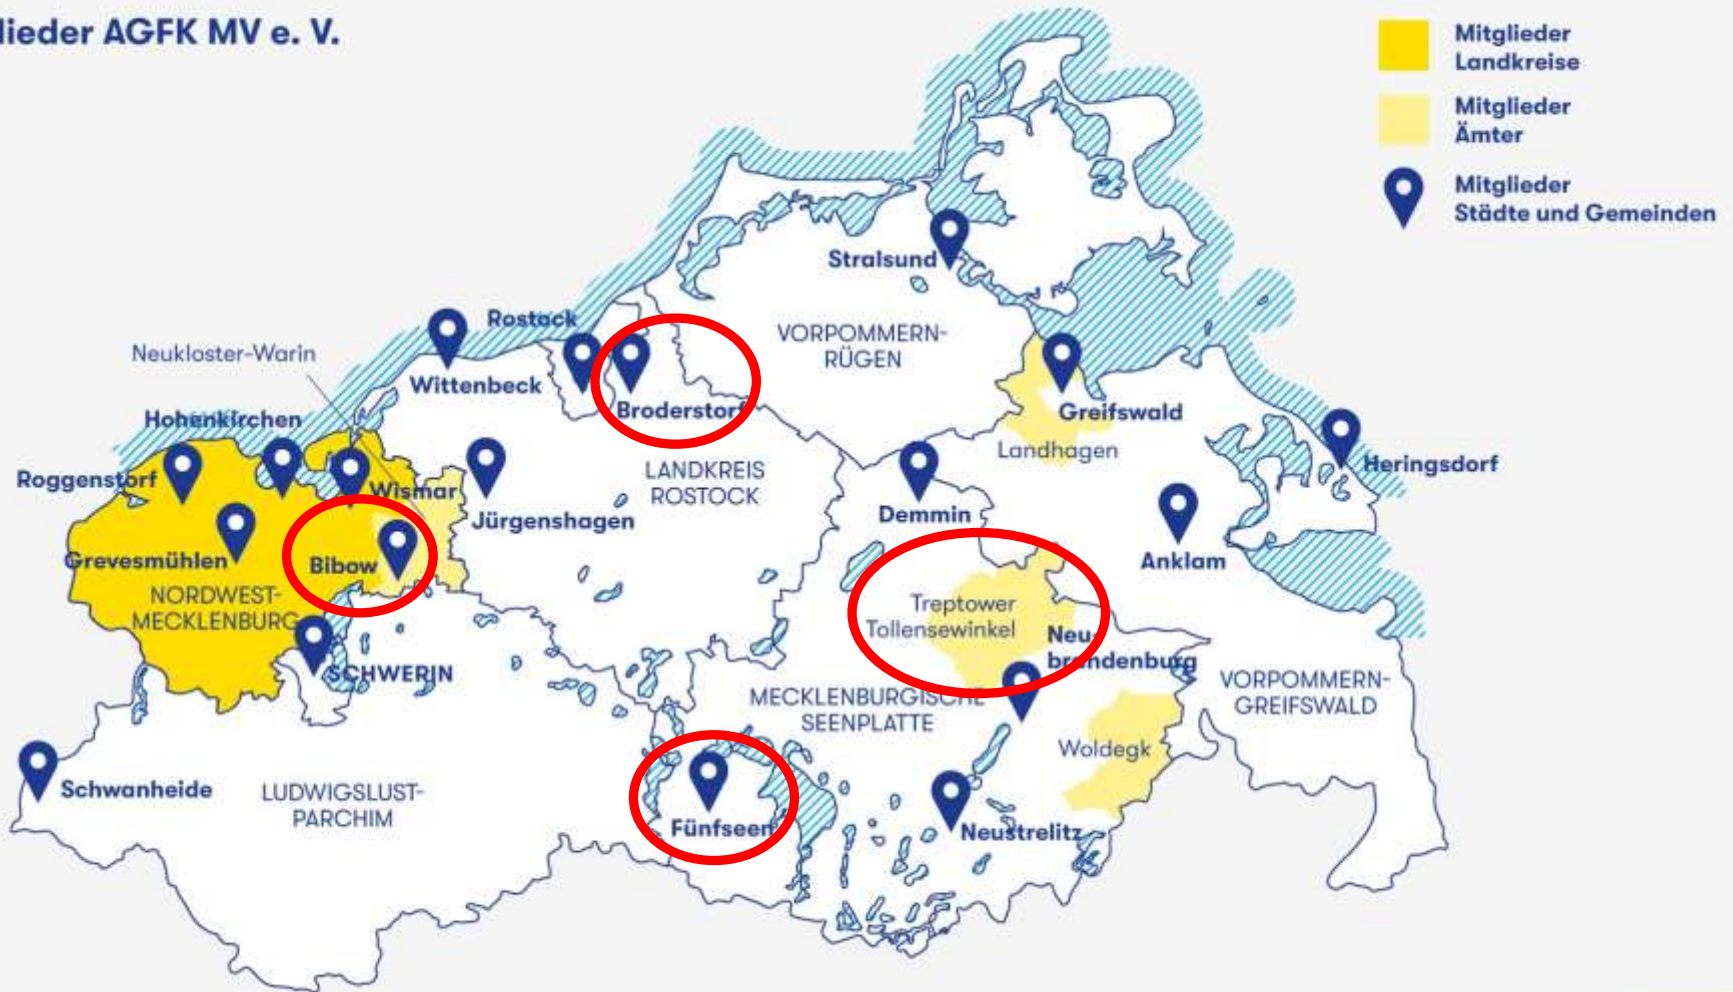 lieder AGFK MV e. V.
Mitglieder
Landkreise
Mitglieder
Ämter
Mitglieder
Städte und Gemeinden
Stralsund
Rostock
VORPOMMERN-
RÜGEN
Neukloster-Warin
Wittenbeck
Broderstorf
Greifswald
Hohenkirchen
Landhagen
Roggenstorf
Wismar
LANDKREIS
ROSTOCK
Heringsdorf
Jürgenshagen
Demmin
Grevesmühlen
Bibow
Anklam
NORDWEST-
MECKLENBURG
Treptower
Tollensewinkel
Neu-
brandenburg
SCHWERIN
MECKLENBURGISCHE
SEENPLATTE
VORPOMMERN-
GREIFSWALD
Woldegk
Schwanheide
LUDWIGSLUST-
PARCHIM
Fünfseen
Neustrelitz